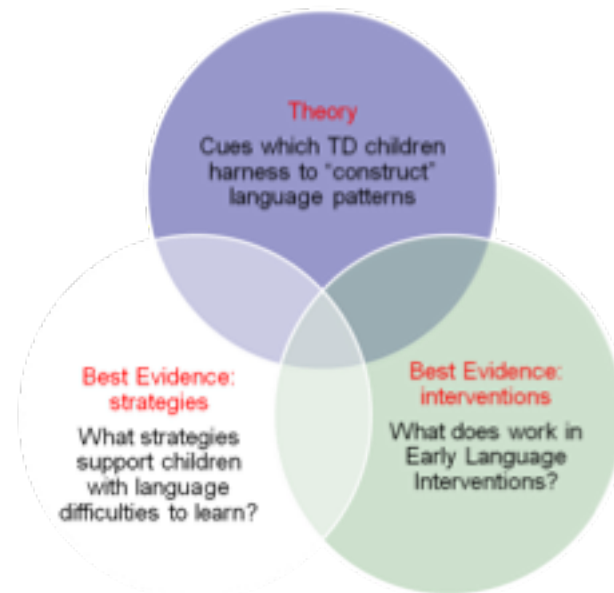 Theory
Cues which TD children
harness to "construct"
language patterns
Best Evidence:
strategies
What strategies
support children
with language
difficulties to learn?
Best Evidence:
interventions
What does work in
Early Language
Interventions?